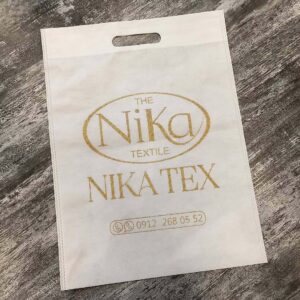 THE
NiKa
TEXTILE
NIKA TEX
0912 268 05 52